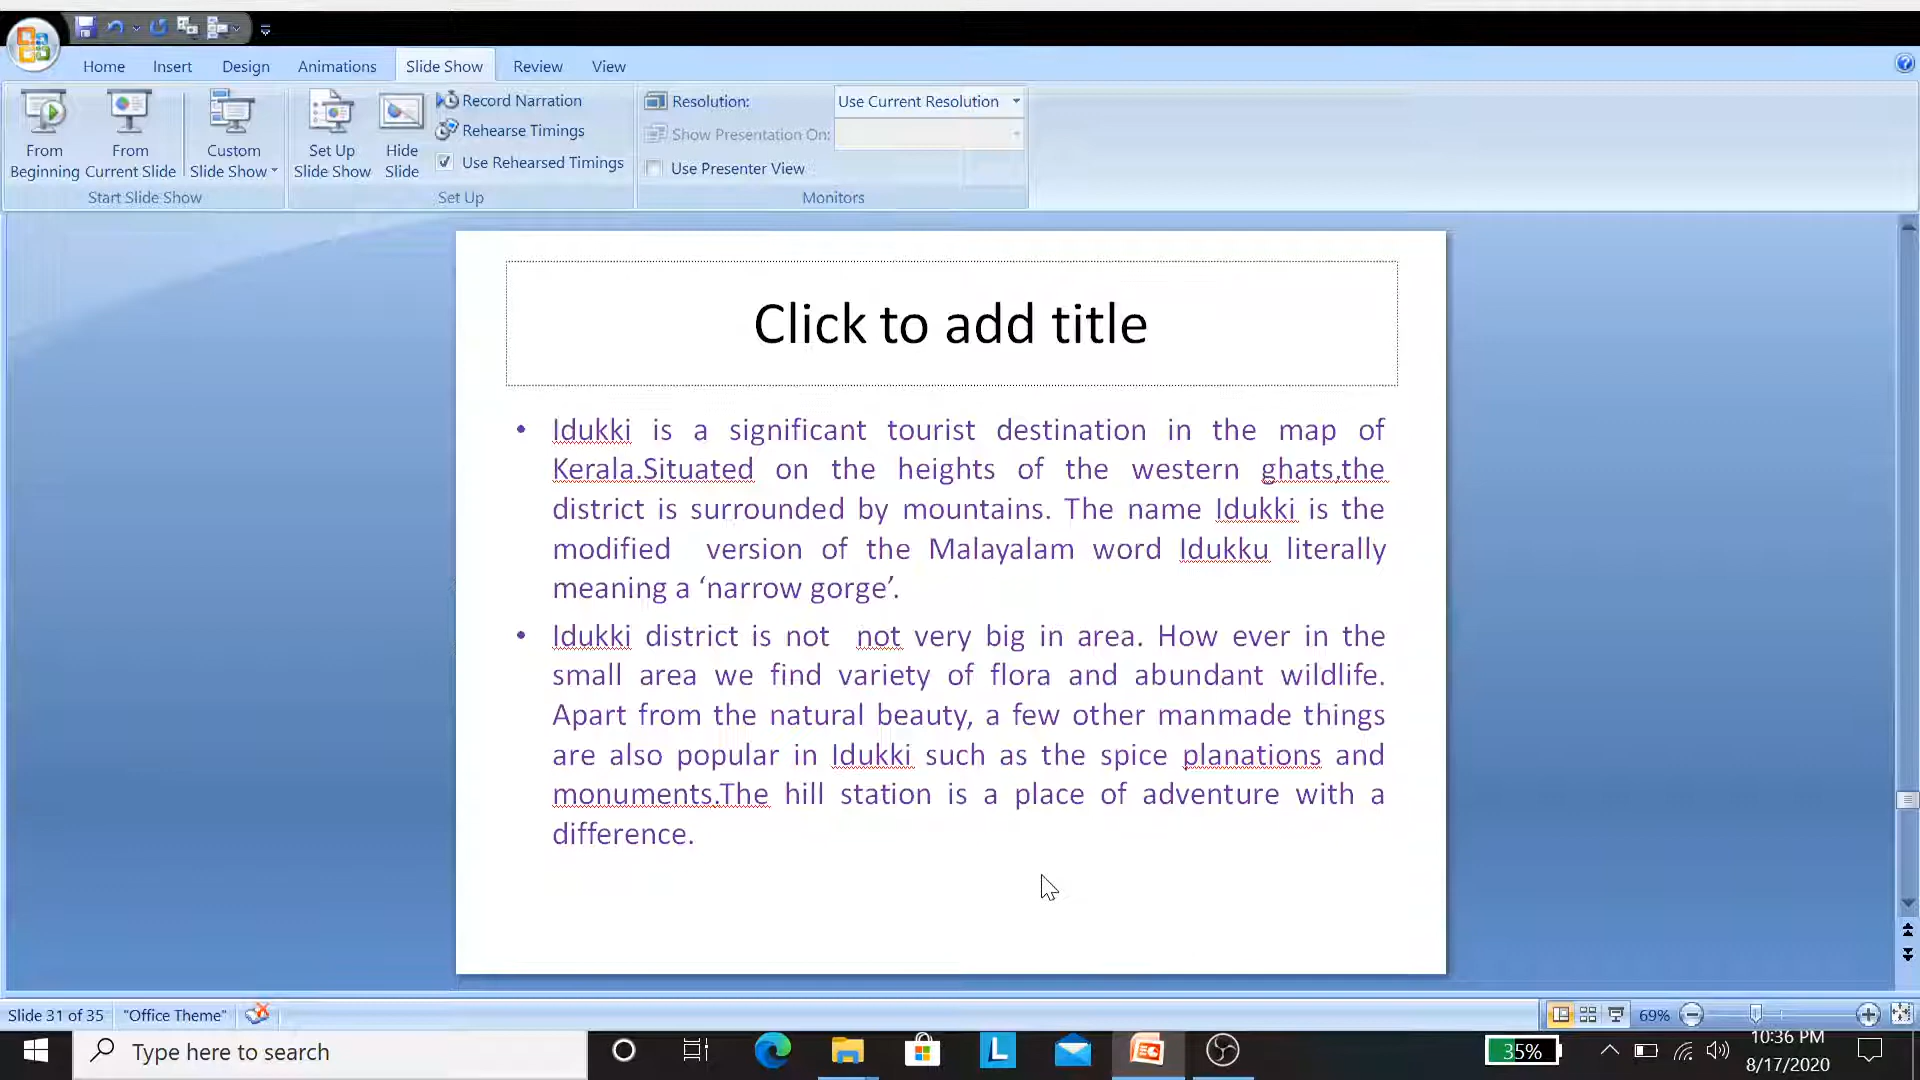 Home Insert Design Animations Slide Show Review View
From Beginning
From Current Slide
Custom Slide Show
Set Up Slide Show
Hide Slide
Record Narration
Rehearse Timings
Use Rehearsed Timings
Resolution: Use Current Resolution
Show Presentation On:
Use Presenter View
Start Slide Show Set Up Monitors
Click to add title
• Idukki is a significant tourist destination in the map of
Kerala.Situated on the heights of the western ghats,the
district is surrounded by mountains. The name Idukki is the
modified version of the Malayalam word Idukku literally
meaning a ‘narrow gorge’.
• Idukki district is not not very big in area. How ever in the
small area we find variety of flora and abundant wildlife.
Apart from the natural beauty, a few other manmade things
are also popular in Idukki such as the spice planations and
monuments.The hill station is a place of adventure with a
difference.
Slide 31 of 35 "Office Theme" 69%
Type here to search
L
35%
10:36 PM
8/17/2020